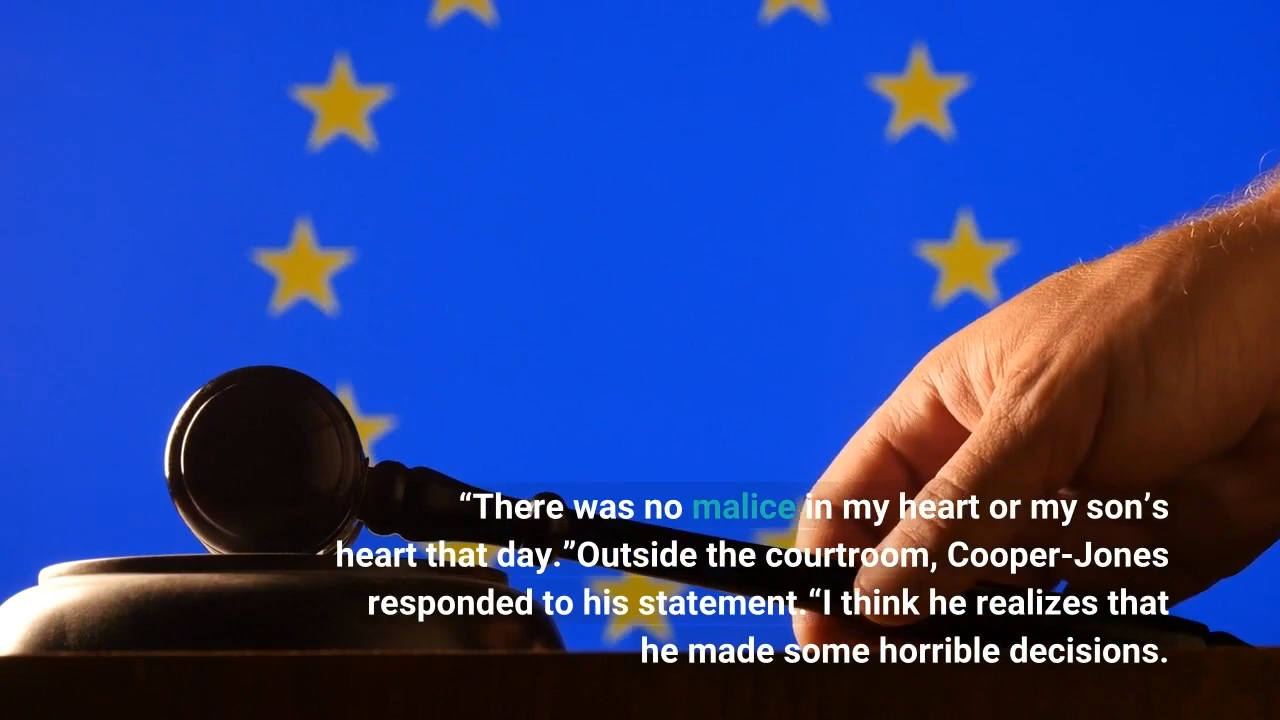 “There was no malice in my heart or my son’s
heart that day.”Outside the courtroom, Cooper-Jones
responded to his statement.“I think he realizes that
he made some horrible decisions.